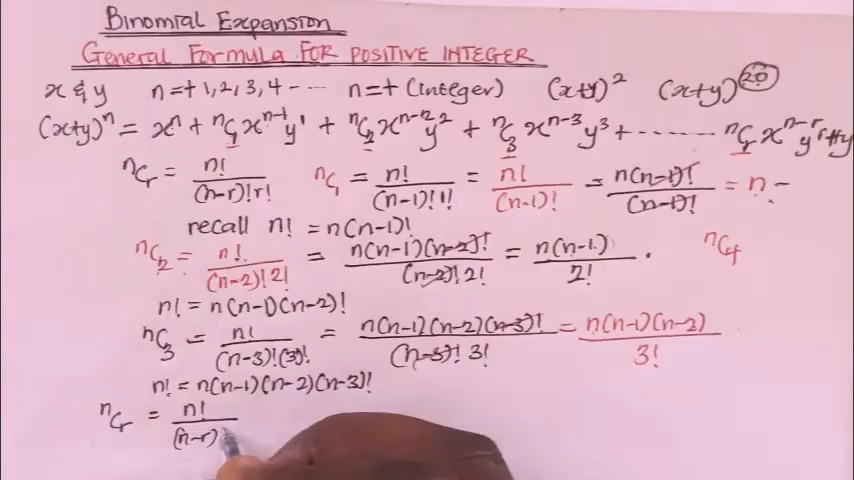 Binomial Expansion
General Formula FOR POSITIVE INTEGER
x & y n = + 1, 2, 3, 4 - ... n = + (integer) (x+y)² (x+y)²⁰
(x+y)ⁿ = xⁿ + ⁿC₁ xⁿ⁻¹ y¹ + ⁿC₂ xⁿ⁻² y² + ⁿC₃ xⁿ⁻³ y³ + ....... ⁿCᵣ xⁿ⁻ʳ yʳ
ⁿCᵣ = n! / (n-r)! r! ⁿC₁ = n! / (n-1)! 1! = n! / (n-1)! = n(n-1)! / (n-1)! = n -
recall n! = n(n-1)!
ⁿC₂ = n! / (n-2)! 2! = n(n-1)(n-2)! / (n-2)! 2! = n(n-1) / 2! . ⁿC₄
n! = n(n-1)(n-2)!
ⁿC₃ = n! / (n-3)! (3)! = n(n-1)(n-2)(n-3)! / (n-3)! 3! = n(n-1)(n-2) / 3!
n! = n(n-1)(n-2)(n-3)!
ⁿCᵣ = n! / (n-r)